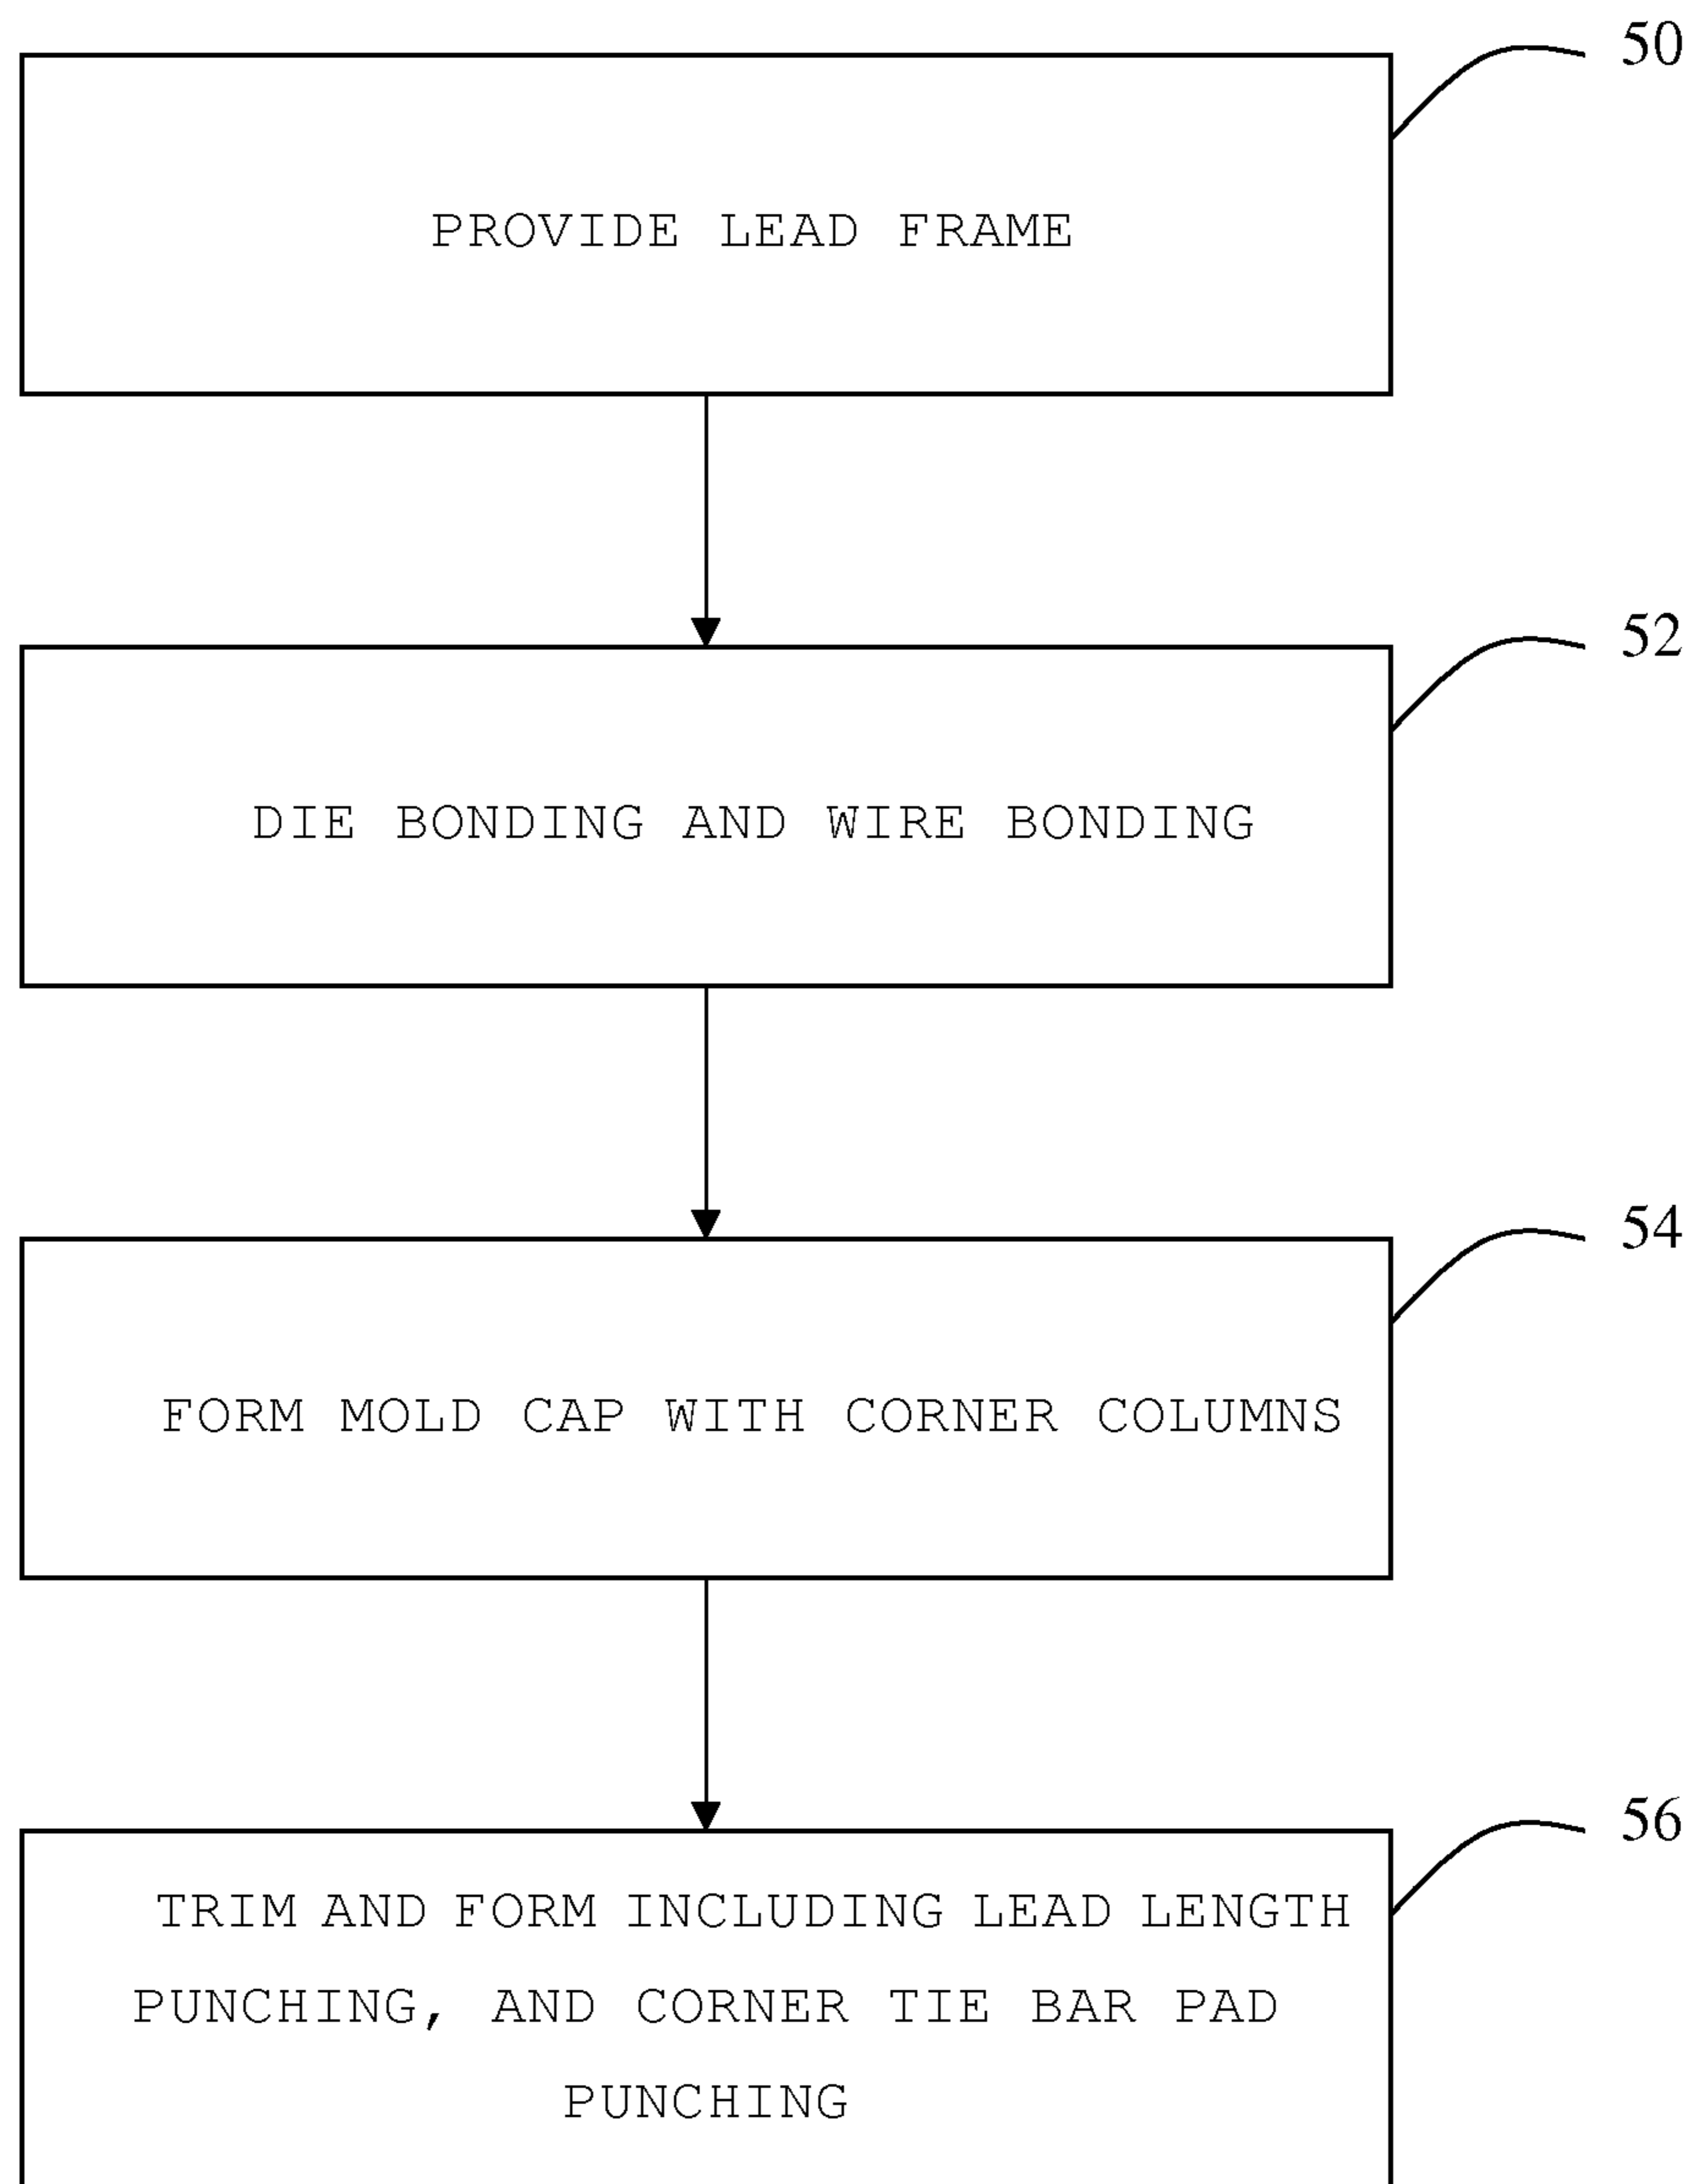 50
PROVIDE LEAD FRAME
52
DIE BONDING AND WIRE BONDING
54
FORM MOLD CAP WITH CORNER COLUMNS
56
TRIM AND FORM INCLUDING LEAD LENGTH
PUNCHING, AND CORNER TIE BAR PAD
PUNCHING